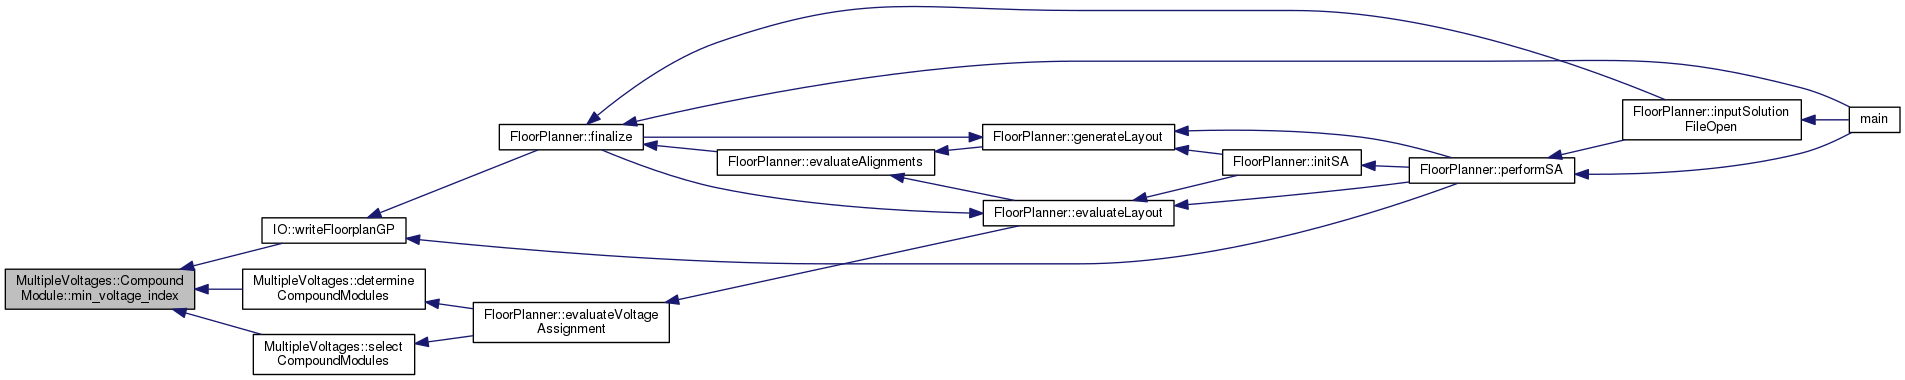 MultipleVoltages::Compound
Module::min_voltage_index
IO::writeFloorplanGP
MultipleVoltages::determine
CompoundModules
MultipleVoltages::select
CompoundModules
FloorPlanner::finalize
FloorPlanner::evaluateVoltage
Assignment
FloorPlanner::evaluateAlignments
FloorPlanner::generateLayout
FloorPlanner::evaluateLayout
FloorPlanner::initSA
FloorPlanner::performSA
FloorPlanner::inputSolution
FileOpen
main